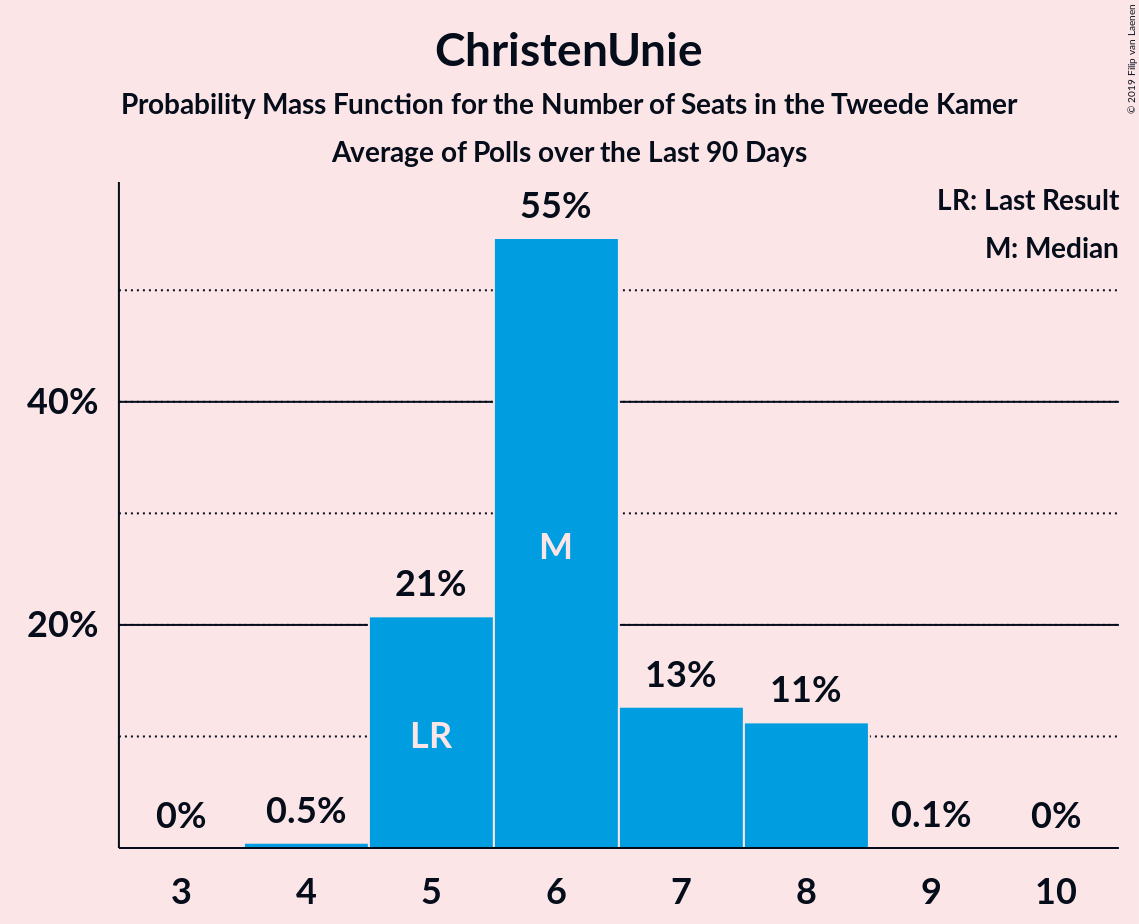 ChristenUnie
Probability Mass Function for the Number of Seats in the Tweede Kamer
Average of Polls over the Last 90 Days
© 2019 Filip van Laenen
LR: Last Result
M: Median
55%
40%
M
21%
20%
13%
11%
LR
0%
0.5%
0.1%
0%
3 4 5 6 7 8 9 10